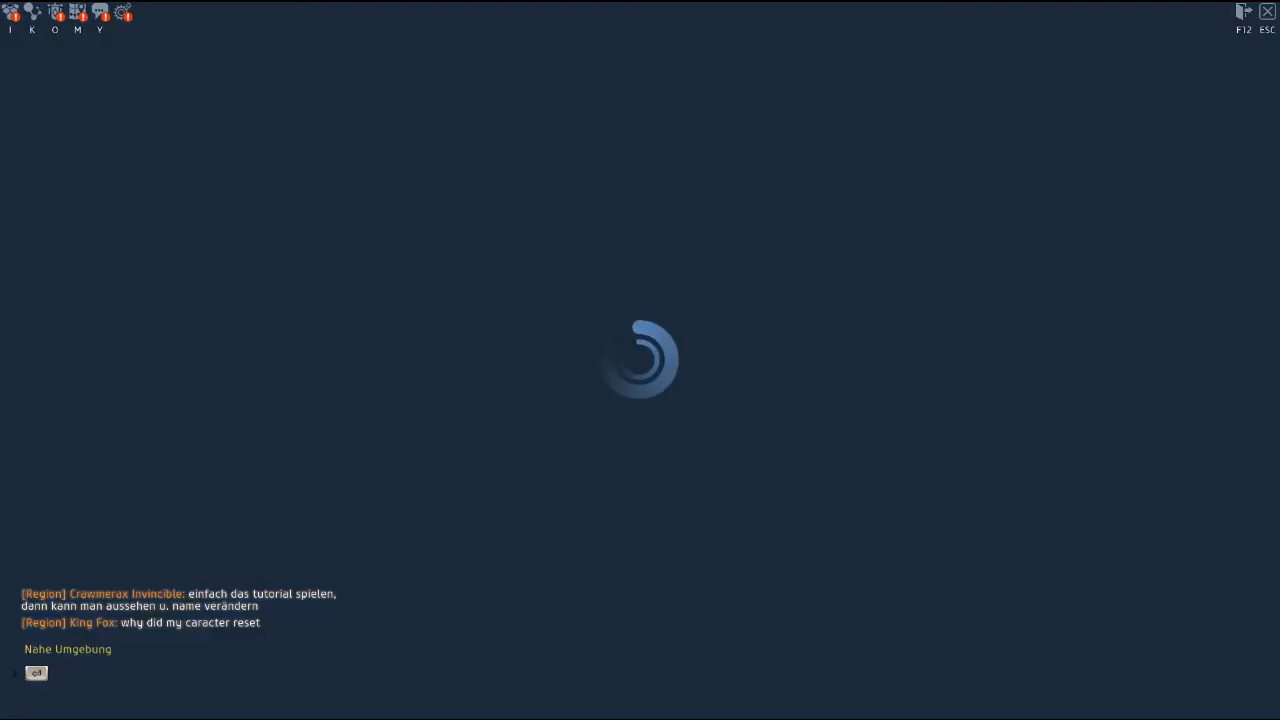 I K O M Y F12 ESC
[Region] Crawmerax Invincible: einfach das tutorial spielen,
dann kann man aussehen u. name verändern
[Region] King Fox: why did my caracter reset
Nahe Umgebung